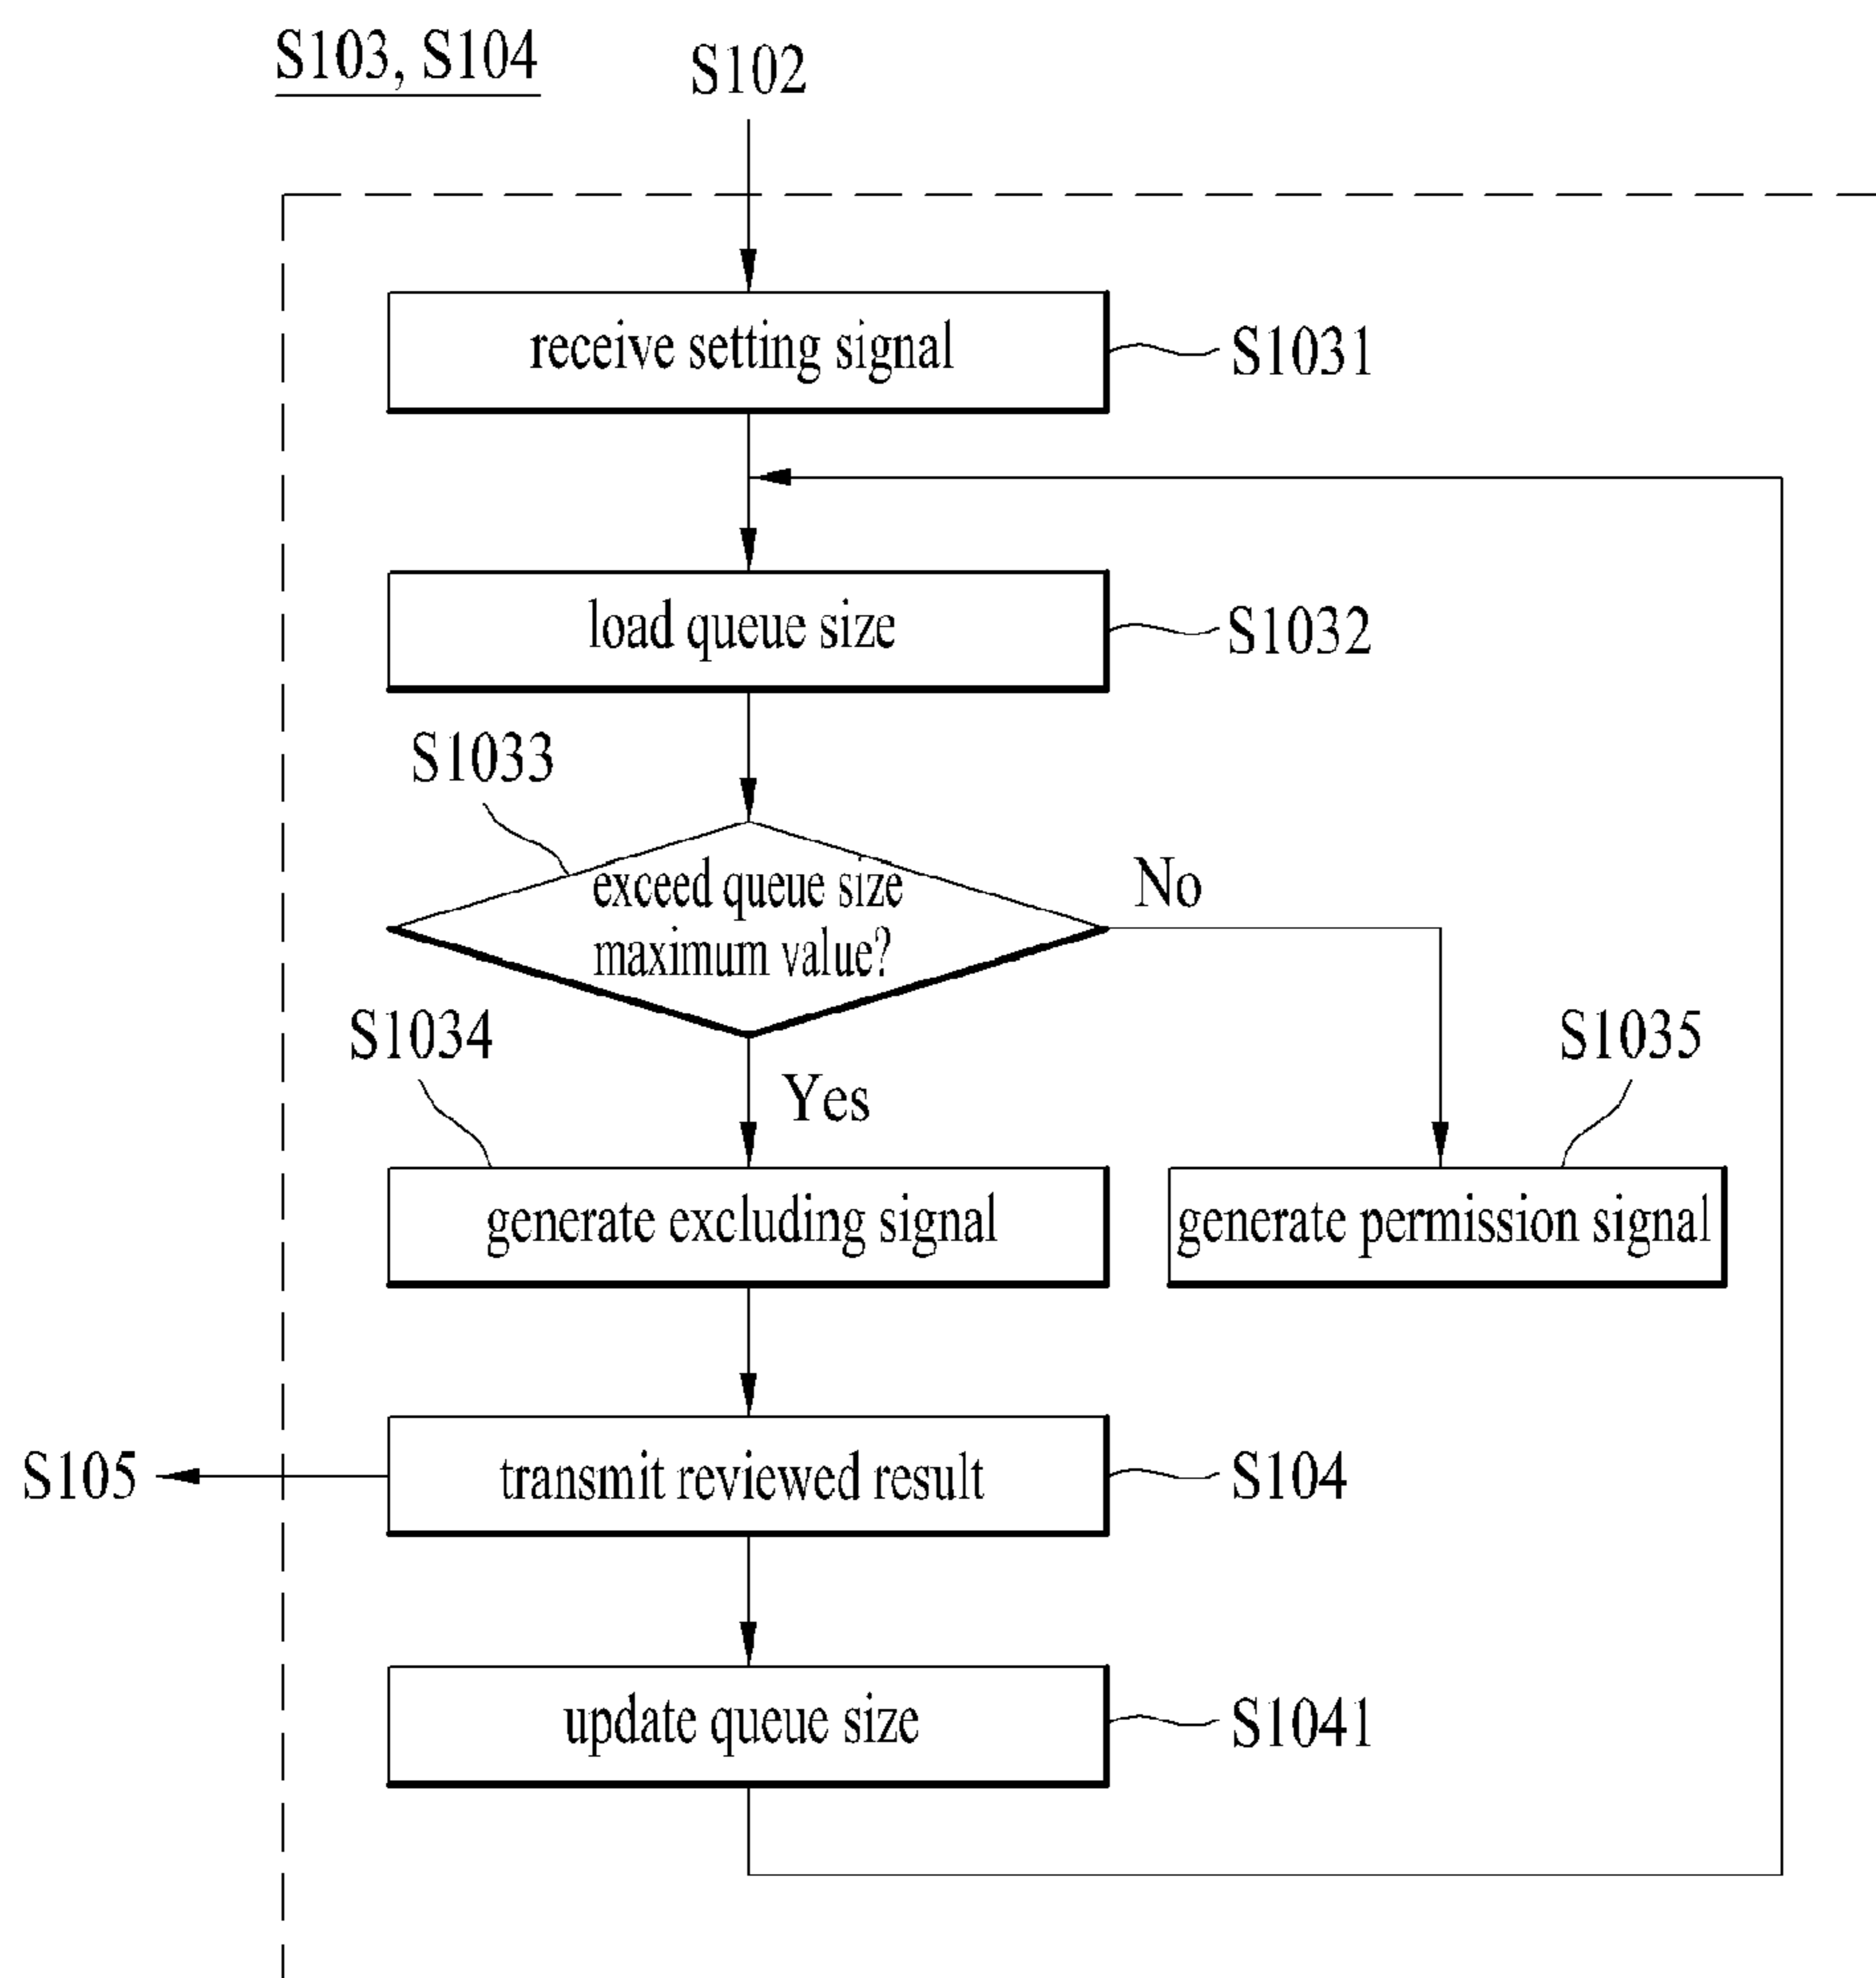 S103, S104
S102
receive setting signal
S1031
load queue size
S1032
S1033
exceed queue size
maximum value?
No
S1034
Yes
S1035
generate excluding signal
generate permission signal
S105
transmit reviewed result
S104
update queue size
S1041